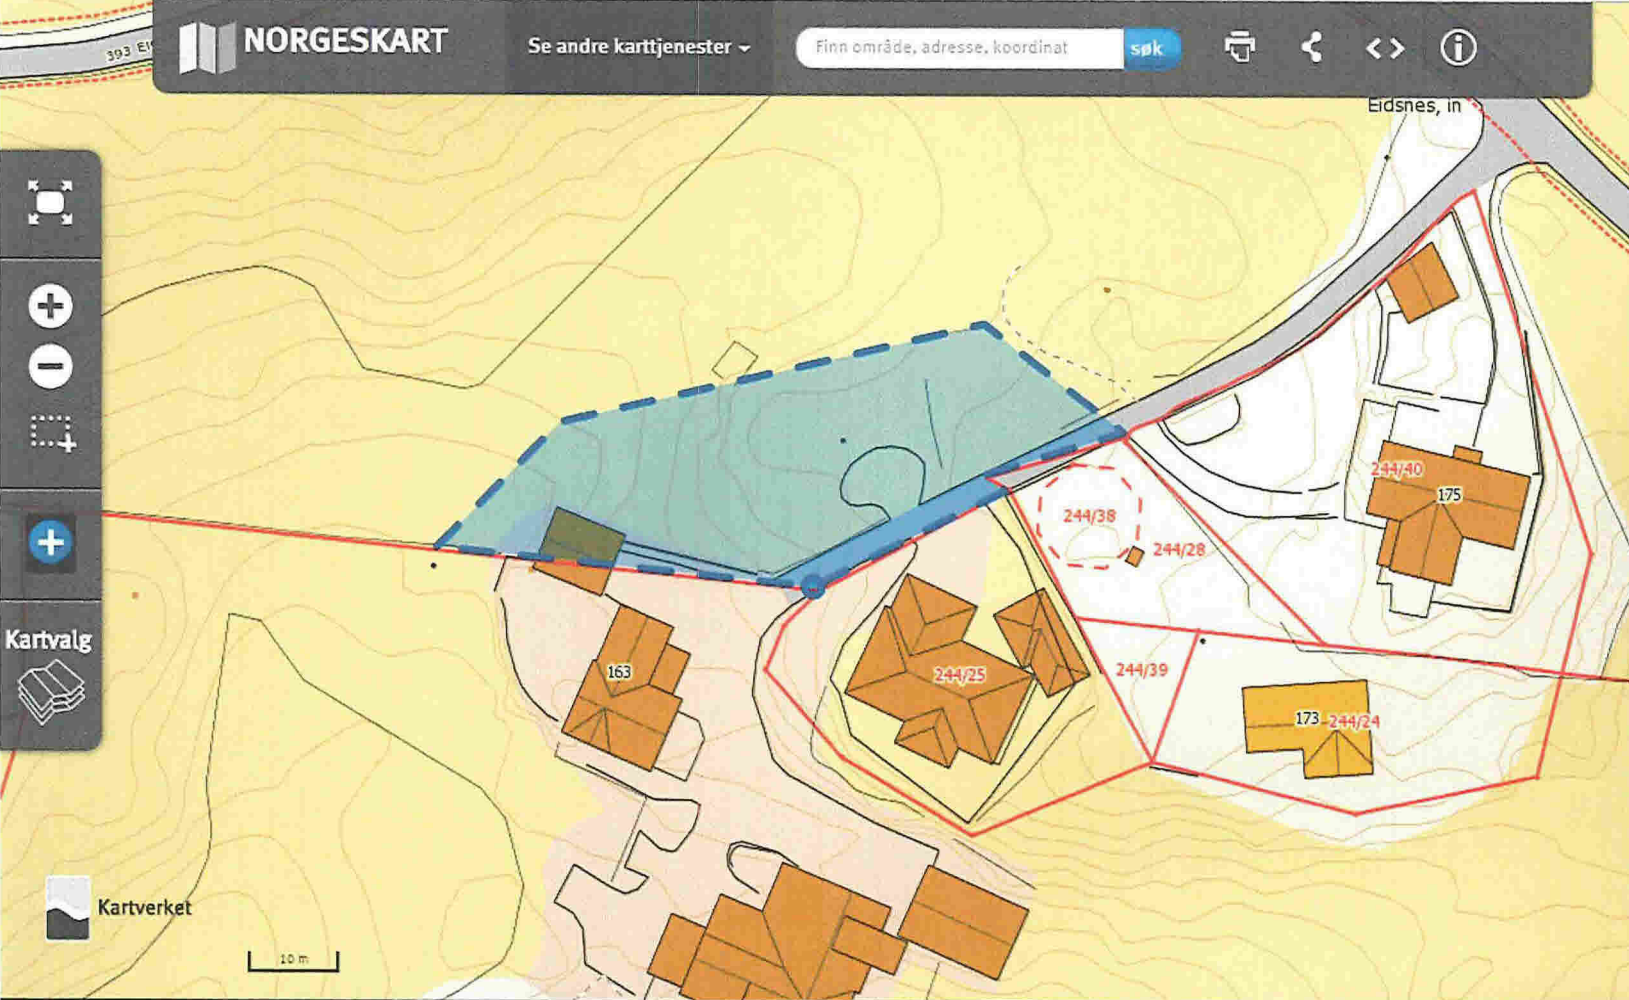 393 Ei
NORGESKART
Se andre karttjenester
Finn område, adresse, koordinat
søk
Eidsnes, in
244/40
175
244/38
244/28
Kartvalg
163
244/25
244/39
173
244/24
Kartverket
10 m